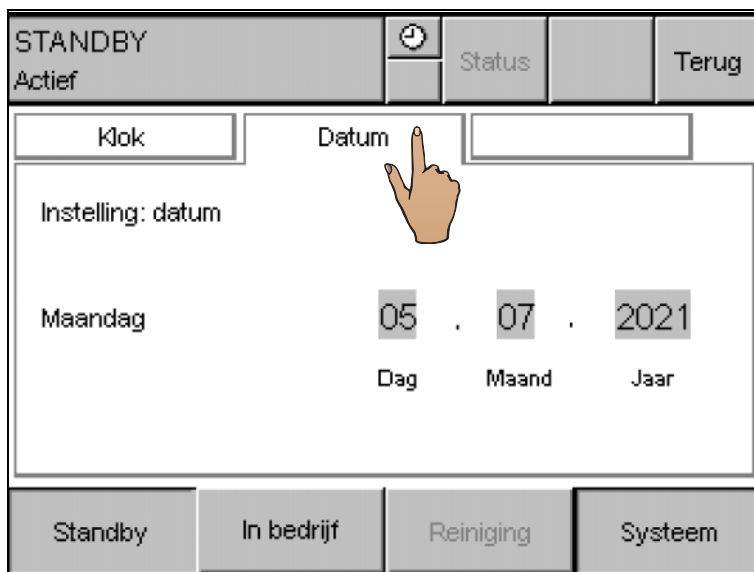 STANDBY
Actief
Status
Terug
Klok
Datum
Instelling: datum
Maandag
05 . 07 . 2021
Dag Maand Jaar
Standby
In bedrijf
Reiniging
Systeem